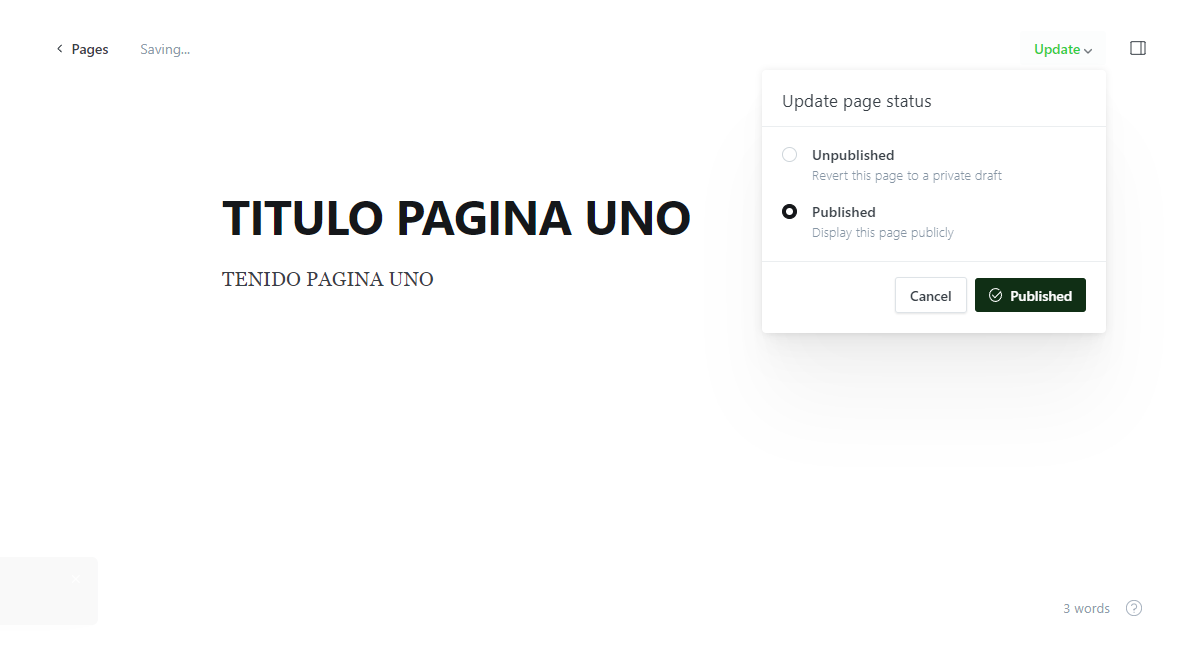 Pages
Saving...
Update
Update page status
Unpublished
Revert this page to a private draft
Published
Display this page publicly
Cancel
Published
TITULO PAGINA UNO
TENIDO PAGINA UNO
3 words
?